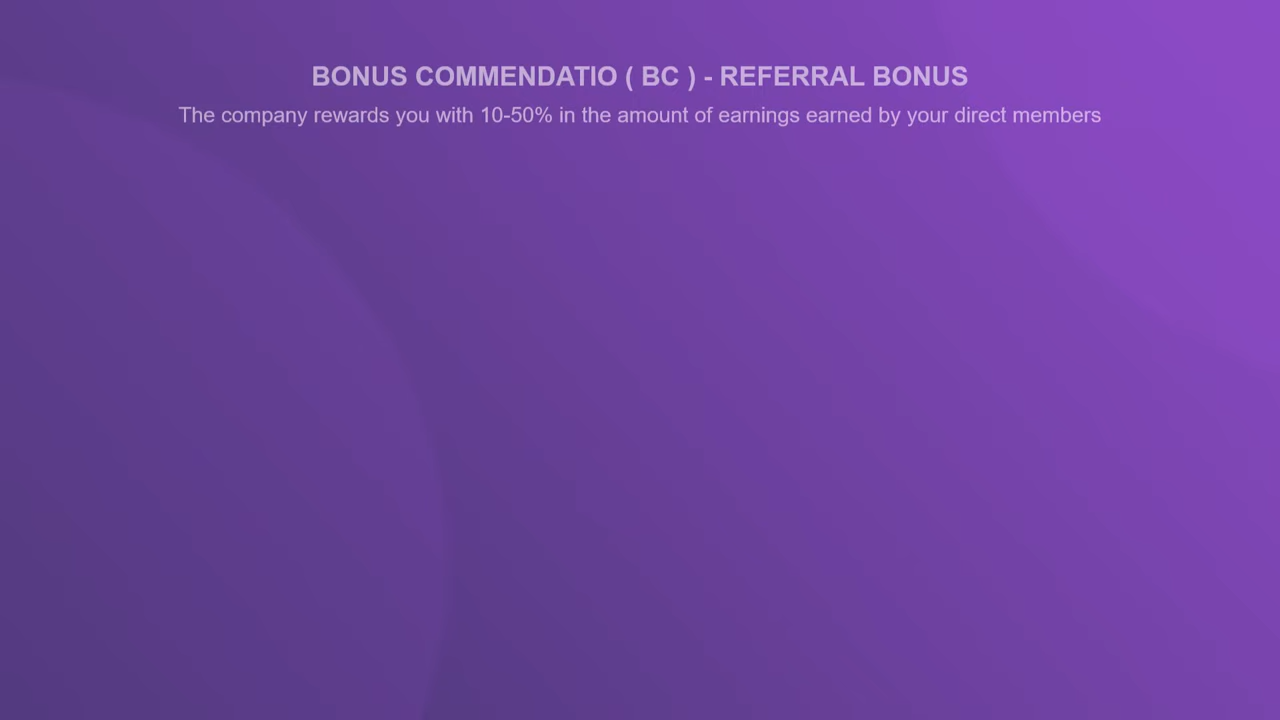 BONUS COMMENDATIO ( BC ) - REFERRAL BONUS
The company rewards you with 10-50% in the amount of earnings earned by your direct members